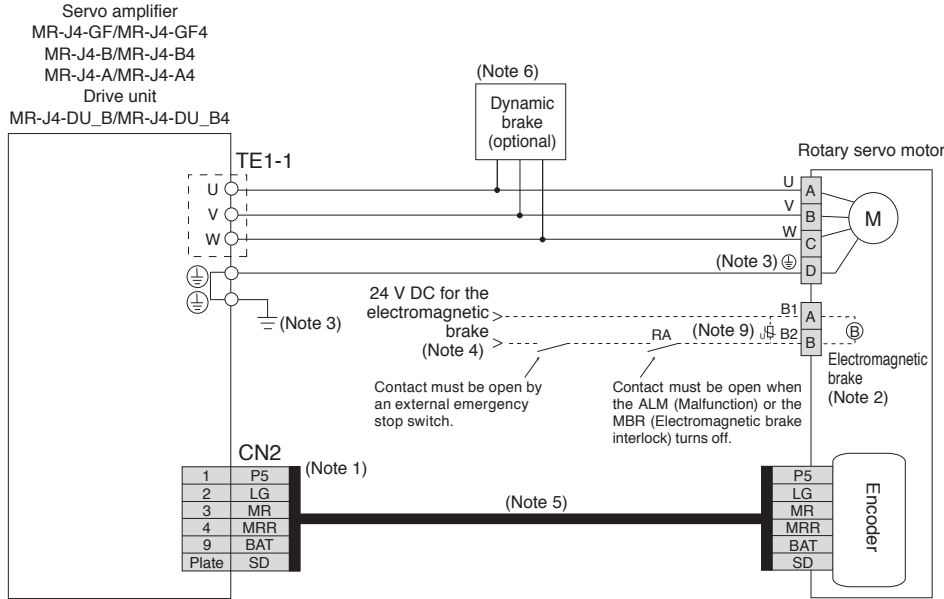 Servo amplifier
MR-J4-GF/MR-J4-GF4
MR-J4-B/MR-J4-B4
MR-J4-A/MR-J4-A4
Drive unit
MR-J4-DU_B/MR-J4-DU_B4
(Note 6)
Dynamic
brake
(optional)
Rotary servo motor
TE1-1
U
V
W
U
V
W
A
B
C
D
M
(Note 3)
(Note 3)
24 V DC for the
electromagnetic
brake
(Note 4)
RA
(Note 9)
U
B1
B2
A
B
B
Electromagnetic
brake
(Note 2)
Contact must be open by
an external emergency
stop switch.
Contact must be open when
the ALM (Malfunction) or the
MBR (Electromagnetic brake
interlock) turns off.
CN2
(Note 1)
1 P5
2 LG
3 MR
4 MRR
9 BAT
Plate SD
(Note 5)
P5
LG
MR
MRR
BAT
SD
Encoder